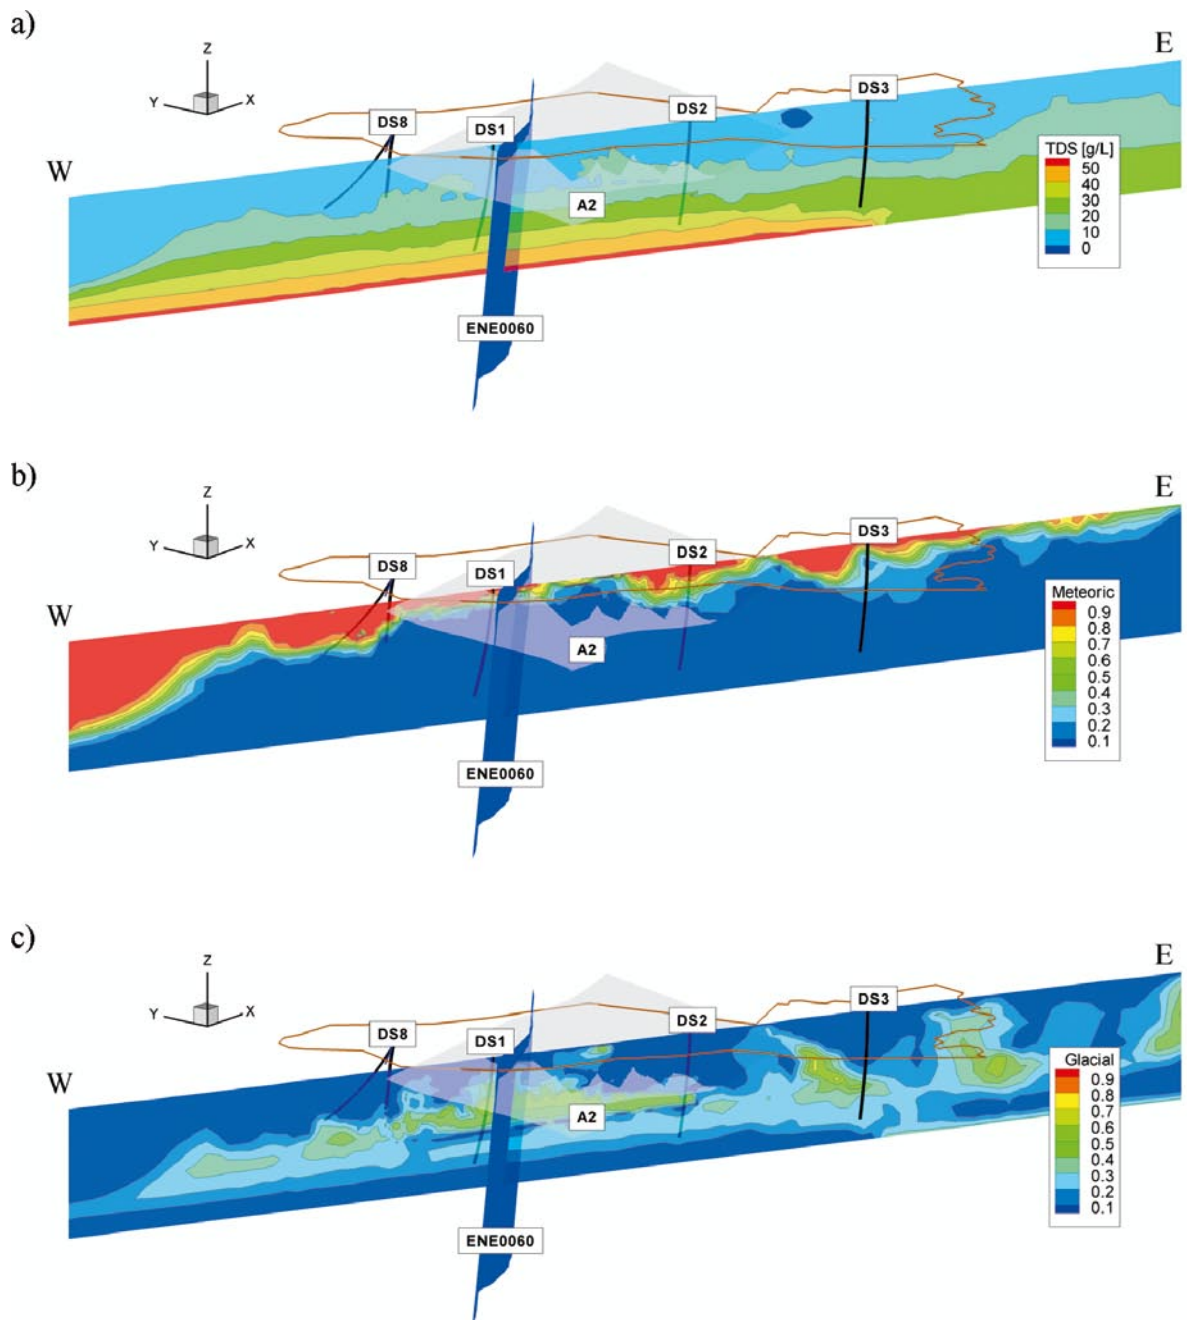 a)
E
Z
Y
X
DS8
DS1
DS2
DS3
W
A2
ENE0060
TDS [g/L]
50
40
30
20
10
0
b)
E
Z
Y
X
DS8
DS1
DS2
DS3
W
A2
ENE0060
Meteoric
0.9
0.8
0.7
0.6
0.5
0.4
0.3
0.2
0.1
c)
E
Z
Y
X
DS8
DS1
DS2
DS3
W
A2
ENE0060
Glacial
0.9
0.8
0.7
0.6
0.5
0.4
0.3
0.2
0.1